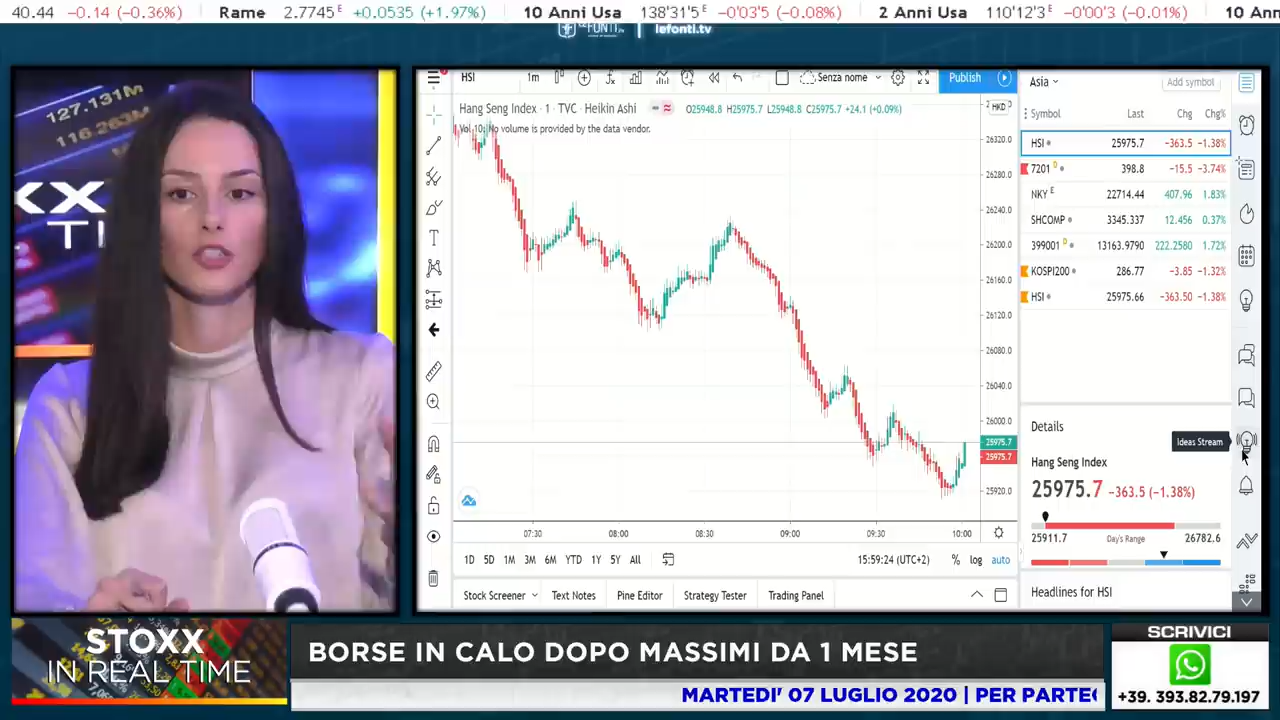 40.44 −0.14 (−0.36%) Rame 2.7745 E +0.0535 (+1.97%) 10 Anni Usa 138'31'5 E −0'03'5 (−0.08%) 2 Anni Usa 110'12'3 E −0'00'3 (−0.01%) 10 Anni
LE FONTI.TV lefonti.tv
127.131M
116.263M
XX
TI
HSI 1m Senza nome Publish
Hang Seng Index · 1 · TVC · Heikin Ashi O25948.8 H25975.7 L25948.8 C25975.7 +24.1 (+0.09%)
HKD
Vol 10: No volume is provided by the data vendor.
26280.0
26240.0
26200.0
26160.0
26120.0
26080.0
26040.0
26000.0
25975.7
25975.7
25920.0
07:30 08:00 08:30 09:00 09:30 10:00
1D 5D 1M 3M 6M YTD 1Y 5Y All 15:59:24 (UTC+2) % log auto
Stock Screener Text Notes Pine Editor Strategy Tester Trading Panel
Asia Add symbol
Symbol Last Chg Chg%
HSI 25975.7 −363.5 −1.38%
7201 D 398.8 −15.5 −3.74%
NKY E 22714.44 407.96 1.83%
SHCOMP 3345.337 12.456 0.37%
399001 D 13163.9790 222.2580 1.72%
KOSPI200 286.77 −3.85 −1.32%
HSI 25975.66 −363.50 −1.38%
Details
Ideas Stream
Hang Seng Index
25975.7 −363.5 (−1.38%)
25911.7 Day's Range 26782.6
Headlines for HSI
STOXX
IN REAL TIME
BORSE IN CALO DOPO MASSIMI DA 1 MESE
MARTEDI' 07 LUGLIO 2020 | PER PARTEC
SCRIVICI
+39. 393.82.79.197